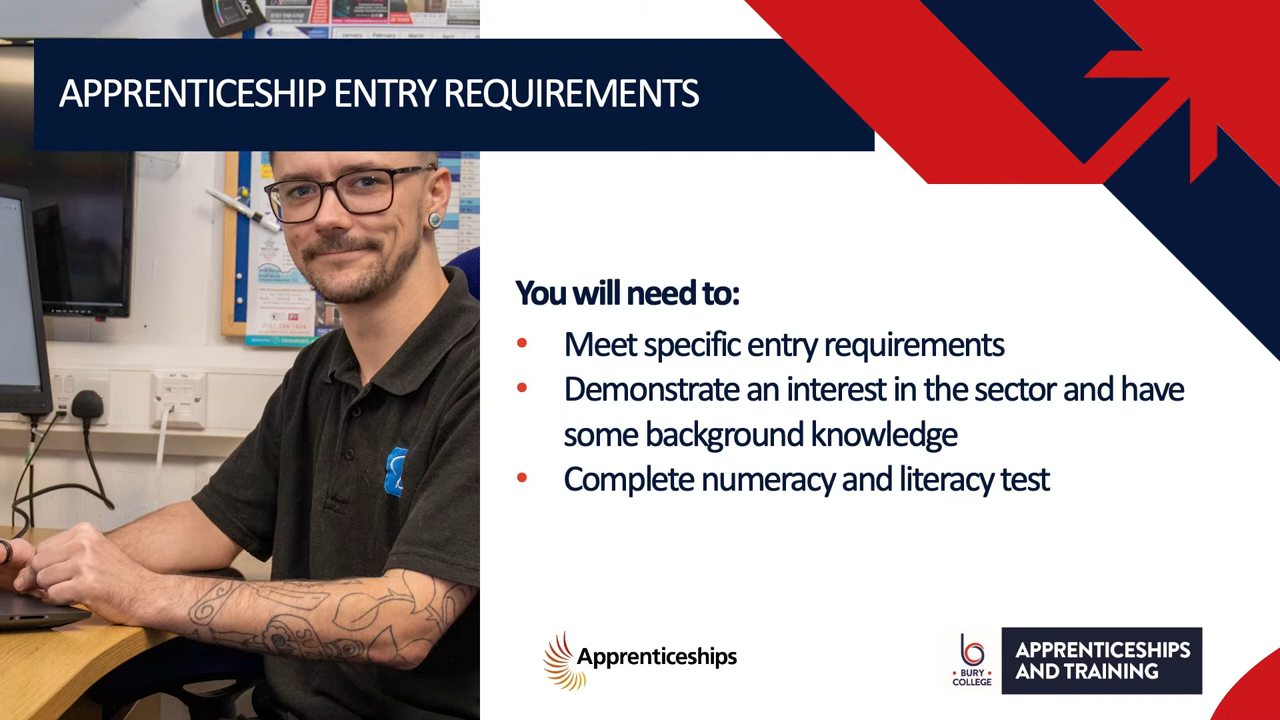 APPRENTICESHIP ENTRY REQUIREMENTS
You will need to:
• Meet specific entry requirements
• Demonstrate an interest in the sector and have
some background knowledge
• Complete numeracy and literacy test
Apprenticeships
• BURY •
COLLEGE
APPRENTICESHIPS
AND TRAINING